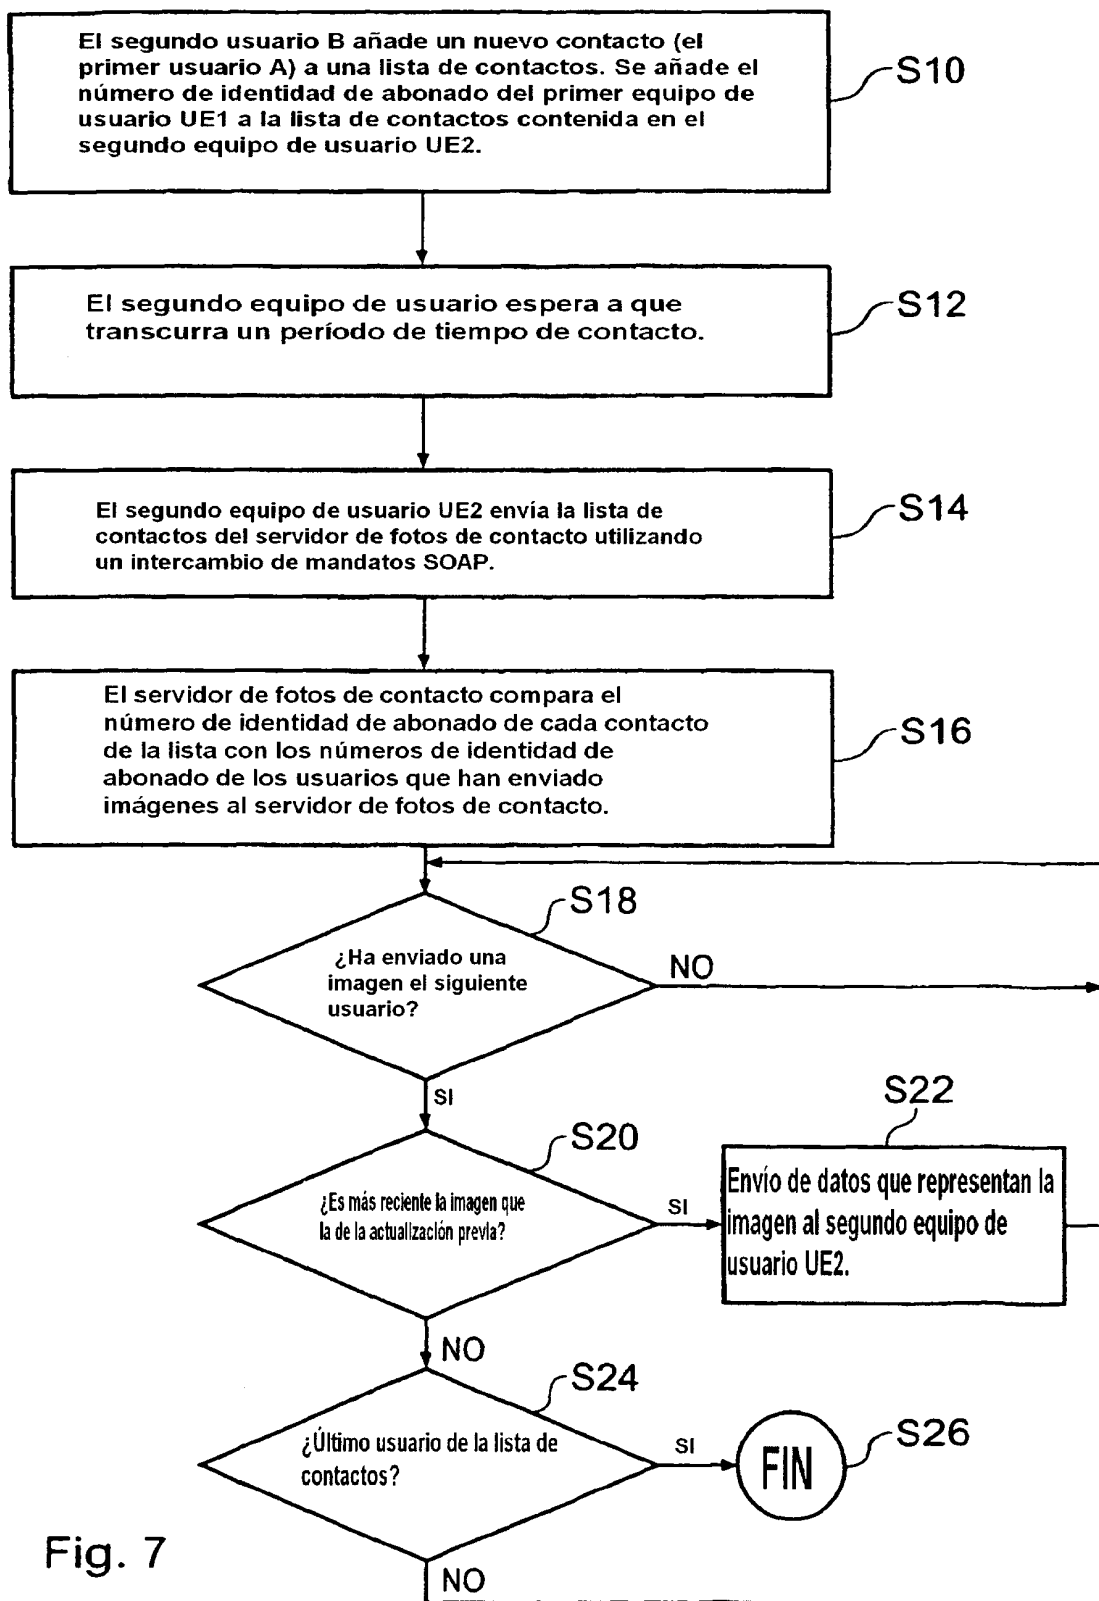 El segundo usuario B añade un nuevo contacto (el
primer usuario A) a una lista de contactos. Se añade el
número de identidad de abonado del primer equipo de
usuario UE1 a la lista de contactos contenida en el
segundo equipo de usuario UE2.
S10
El segundo equipo de usuario espera a que
transcurra un período de tiempo de contacto.
S12
El segundo equipo de usuario UE2 envía la lista de
contactos del servidor de fotos de contacto utilizando
un intercambio de mandatos SOAP.
S14
El servidor de fotos de contacto compara el
número de identidad de abonado de cada contacto
de la lista con los números de identidad de
abonado de los usuarios que han enviado
imágenes al servidor de fotos de contacto.
S16
S18
¿Ha enviado una
imagen el siguiente
usuario?
NO
SI
S20
¿Es más reciente la imagen que
la de la actualización previa?
SI
S22
Envío de datos que representan la
imagen al segundo equipo de
usuario UE2.
NO
S24
¿Último usuario de la lista de
contactos?
SI
FIN
S26
NO
Fig. 7